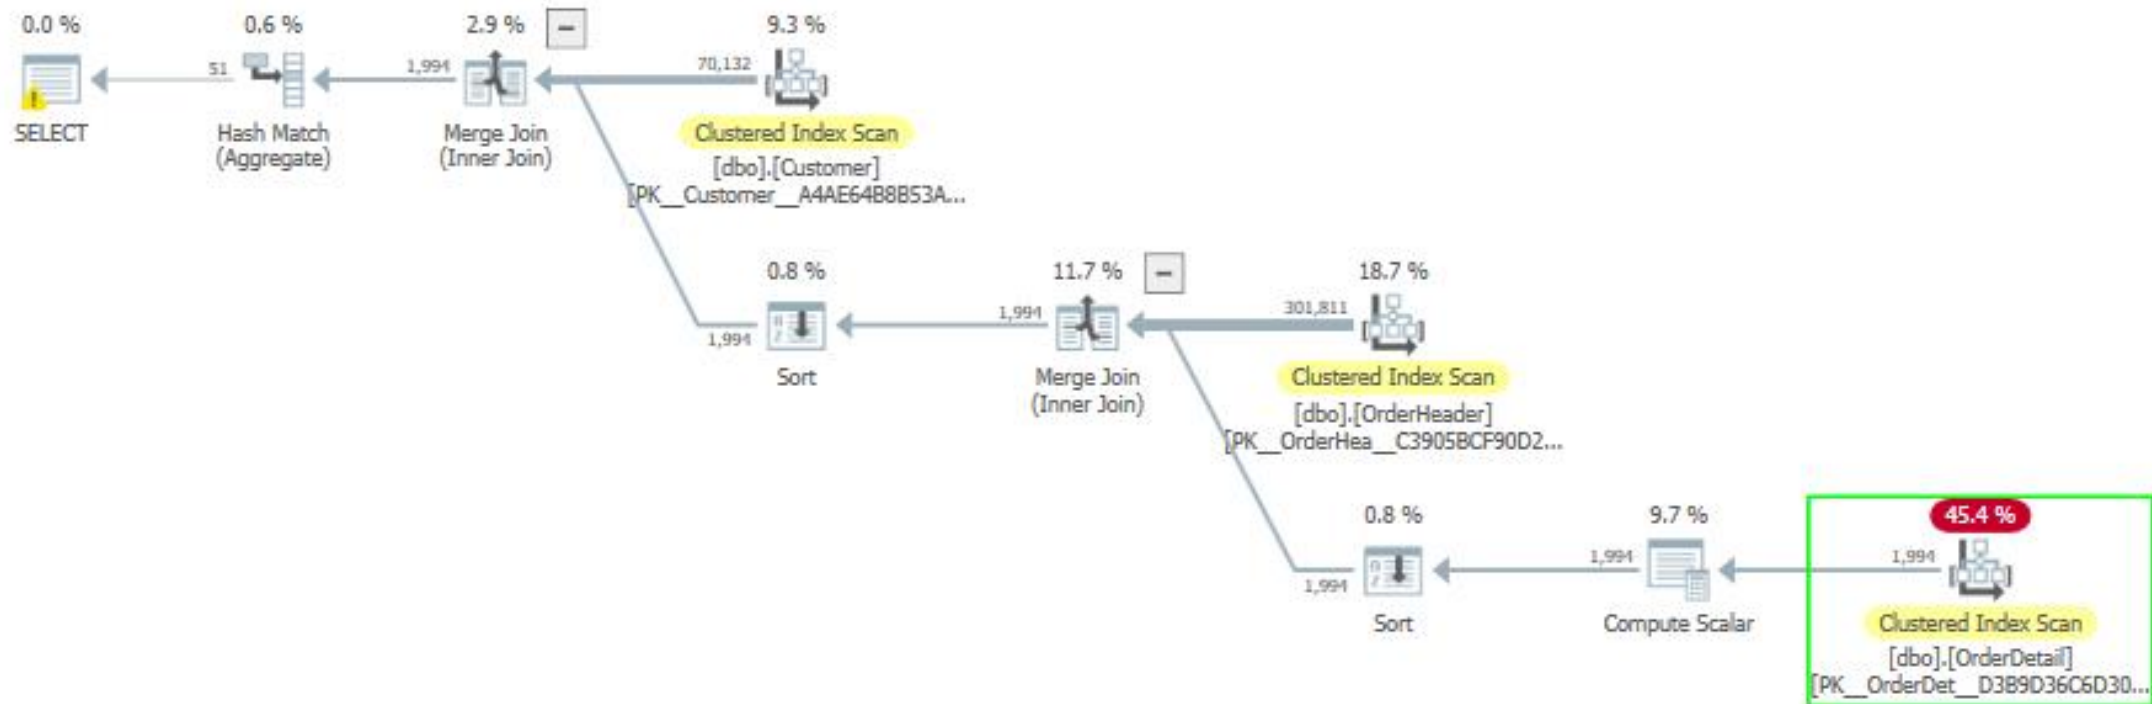 0.0 %
0.6 %
2.9 %
9.3 %
51
1,994
70,132
SELECT
Hash Match
(Aggregate)
Merge Join
(Inner Join)
Clustered Index Scan
[dbo].[Customer]
[PK__Customer__A4AE64B8B53A...
0.8 %
11.7 %
18.7 %
1,994
1,994
301,811
Sort
Merge Join
(Inner Join)
Clustered Index Scan
[dbo].[OrderHeader]
[PK__OrderHea__C3905BCF90D2...
0.8 %
9.7 %
45.4 %
1,994
1,994
1,994
Sort
Compute Scalar
Clustered Index Scan
[dbo].[OrderDetail]
[PK__OrderDet__D3B9D36C6D30...